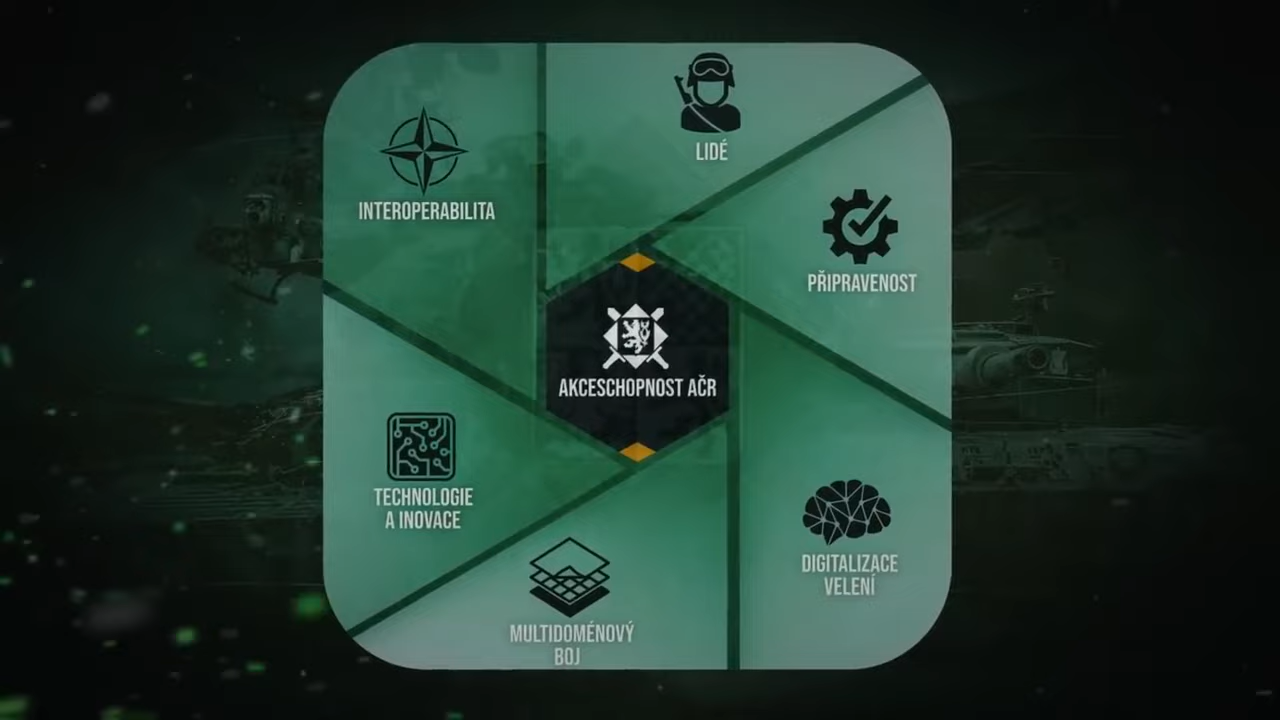 LIDÉ
INTEROPERABILITA
PŘIPRAVENOST
AKCESCHOPNOST AČR
TECHNOLOGIE
A INOVACE
DIGITALIZACE
VELENÍ
MULTIDOMÉNOVÝ
BOJ